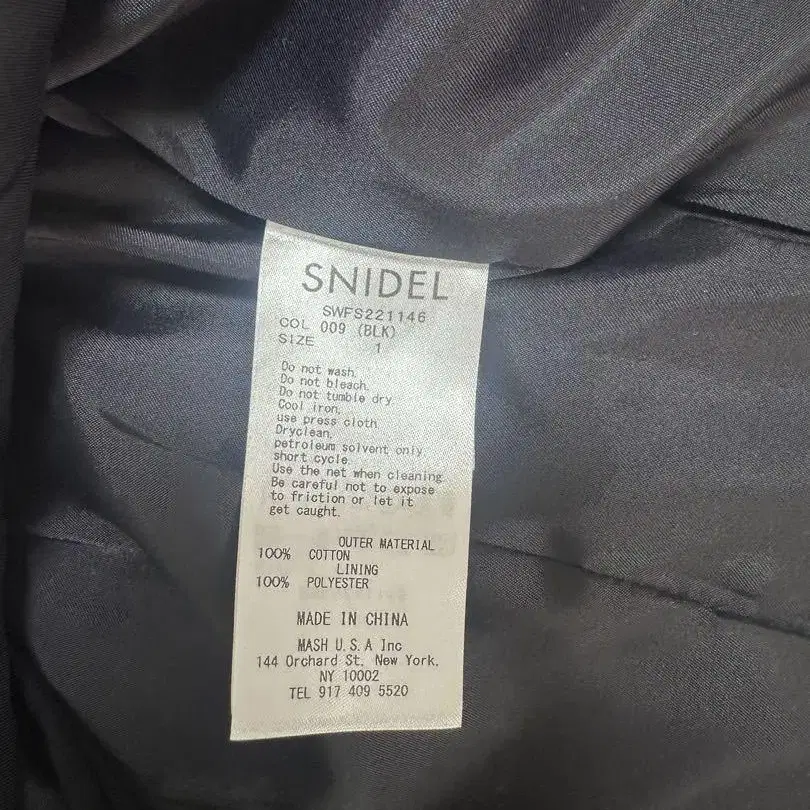 SNIDEL
SWFS221146
COL 009 (BLK)
SIZE 1
Do not wash.
Do not bleach.
Do not tumble dry
Cool iron,
use press cloth
Dryclean,
petroleum solvent only
short cycle.
Use the net when cleaning
Be careful not to expose
to friction or let it
get caught.
OUTER MATERIAL
100% COTTON
LINING
100% POLYESTER
MADE IN CHINA
MASH U.S.A Inc
144 Orchard St, New York,
NY 10002
TEL 917 409 5520